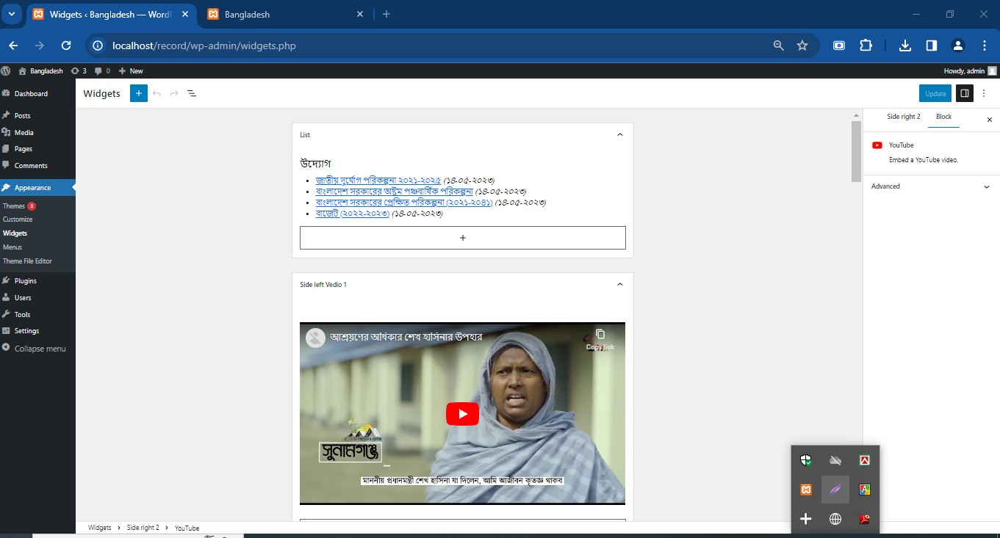 Widgets ‹ Bangladesh — WordP
Bangladesh
localhost/record/wp-admin/widgets.php
Bangladesh 3 0 New
Howdy, admin
Dashboard
Posts
Media
Pages
Comments
Appearance
Themes 3
Customize
Widgets
Menus
Theme File Editor
Plugins
Users
Tools
Settings
Collapse menu
Widgets
Update
List
উদ্যোগ
জাতীয় দুর্যোগ পরিকল্পনা ২০২১-২০২৫ (১৪-০৫-২০২৩)
বাংলাদেশ সরকারের অষ্টম পঞ্চবার্ষিক পরিকল্পনা (১৪-০৫-২০২৩)
বাংলাদেশ সরকারের প্রেক্ষিত পরিকল্পনা (২০২১-২০৪১) (১৪-০৫-২০২৩)
বাজেট (২০২২-২০২৩) (১৪-০৫-২০২৩)
Side left Vedio 1
আশ্রয়ণের অধিকার শেখ হাসিনার উপহার
Copy link
সুনামগঞ্জ
মাননীয় প্রধানমন্ত্রী শেখ হাসিনা যা দিলেন, আমি আজীবন কৃতজ্ঞ থাকব
Side right 2
Block
YouTube
Embed a YouTube video.
Advanced
Widgets › Side right 2 › YouTube